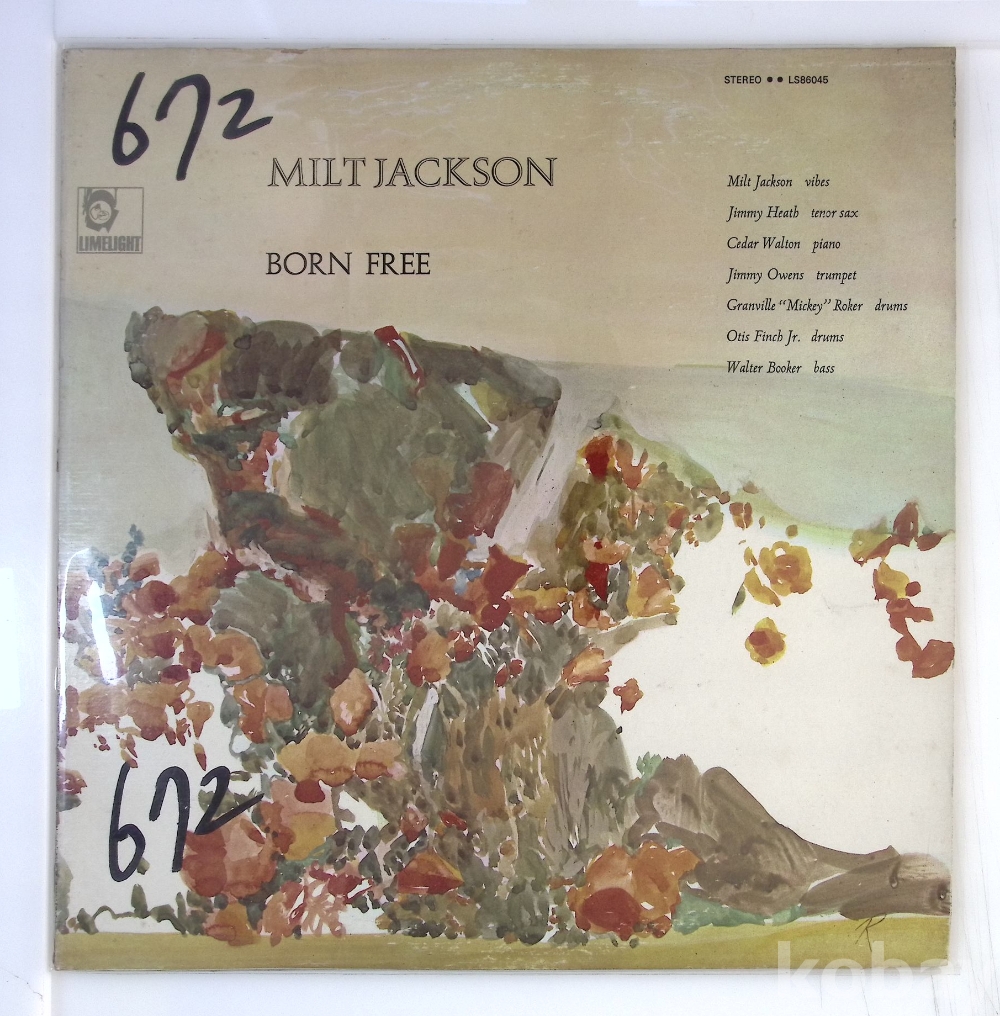 672
STEREO ●● LS86045
MILT JACKSON
LIMELIGHT
BORN FREE
Milt Jackson vibes
Jimmy Heath tenor sax
Cedar Walton piano
Jimmy Owens trumpet
Granville “Mickey” Roker drums
Otis Finch Jr. drums
Walter Booker bass
672
R
koba